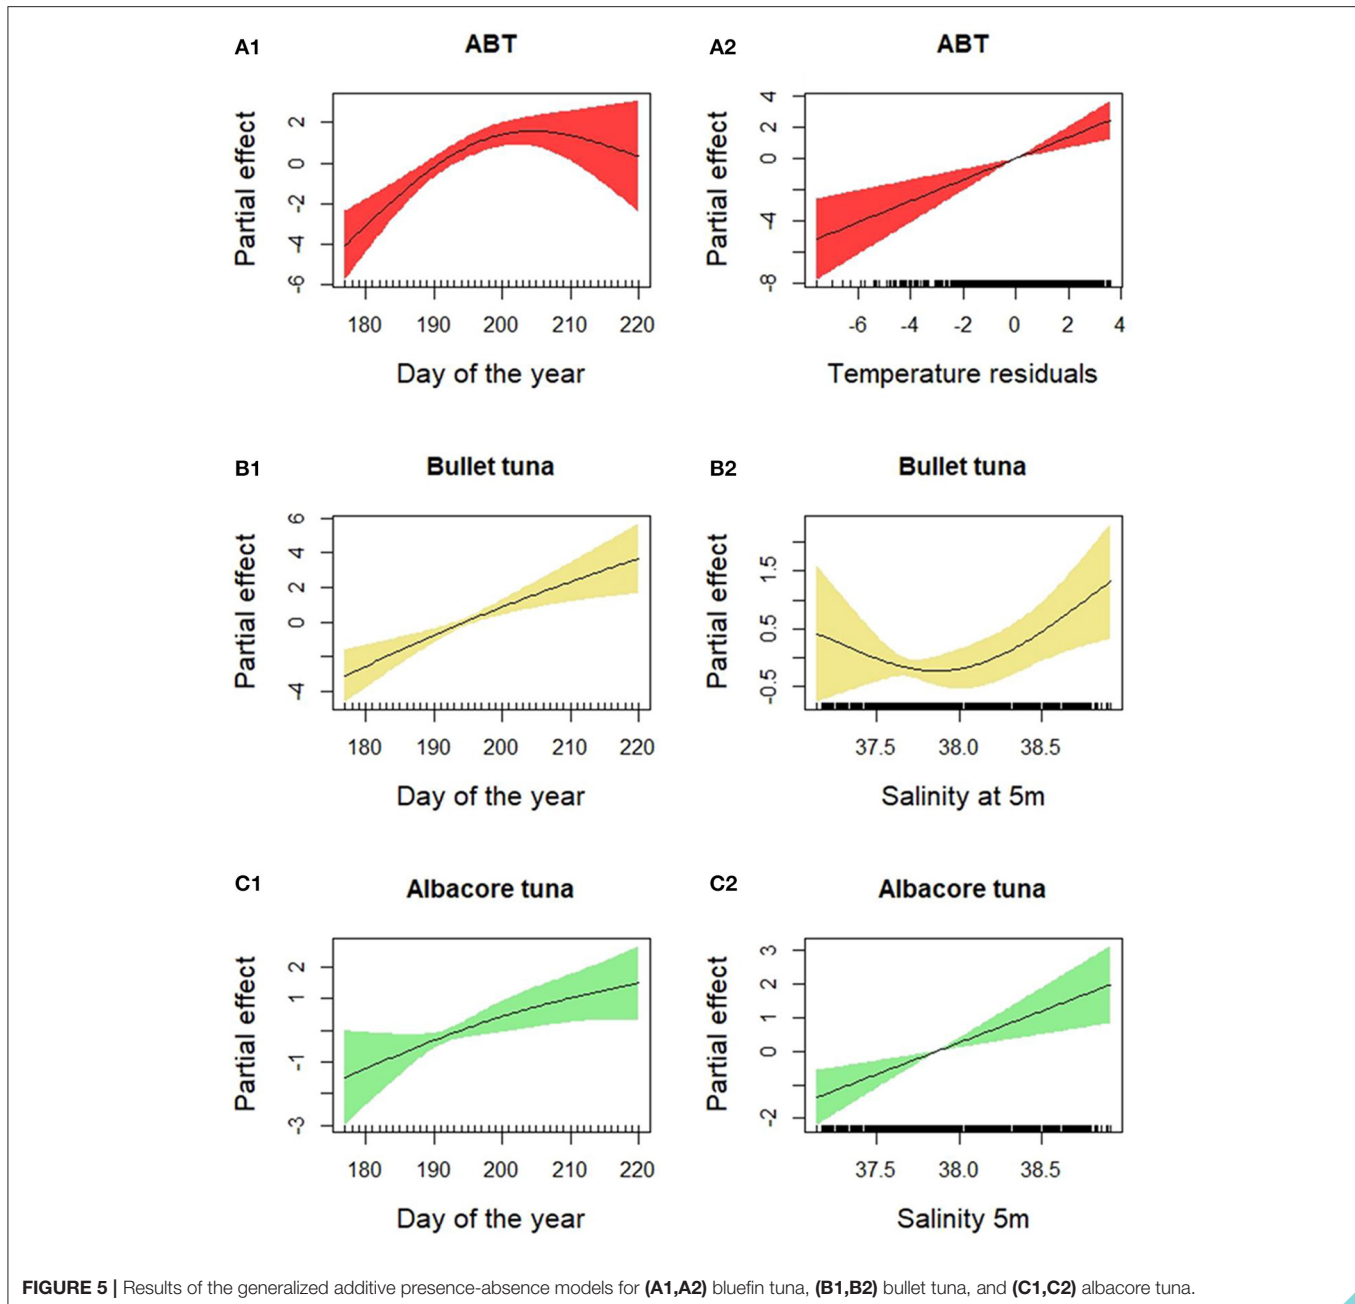 A1 ABT
Partial effect
2
0
-2
-4
-6
180 190 200 210 220
Day of the year
A2 ABT
Partial effect
4
2
0
-4
-8
-6 -4 -2 0 2 4
Temperature residuals
B1 Bullet tuna
Partial effect
6
4
2
0
-4
180 190 200 210 220
Day of the year
B2 Bullet tuna
Partial effect
1.5
0.5
-0.5
37.5 38.0 38.5
Salinity at 5m
C1 Albacore tuna
Partial effect
2
1
-1
-3
180 190 200 210 220
Day of the year
C2 Albacore tuna
Partial effect
3
2
1
0
-2
37.5 38.0 38.5
Salinity 5m
FIGURE 5 | Results of the generalized additive presence-absence models for (A1,A2) bluefin tuna, (B1,B2) bullet tuna, and (C1,C2) albacore tuna.